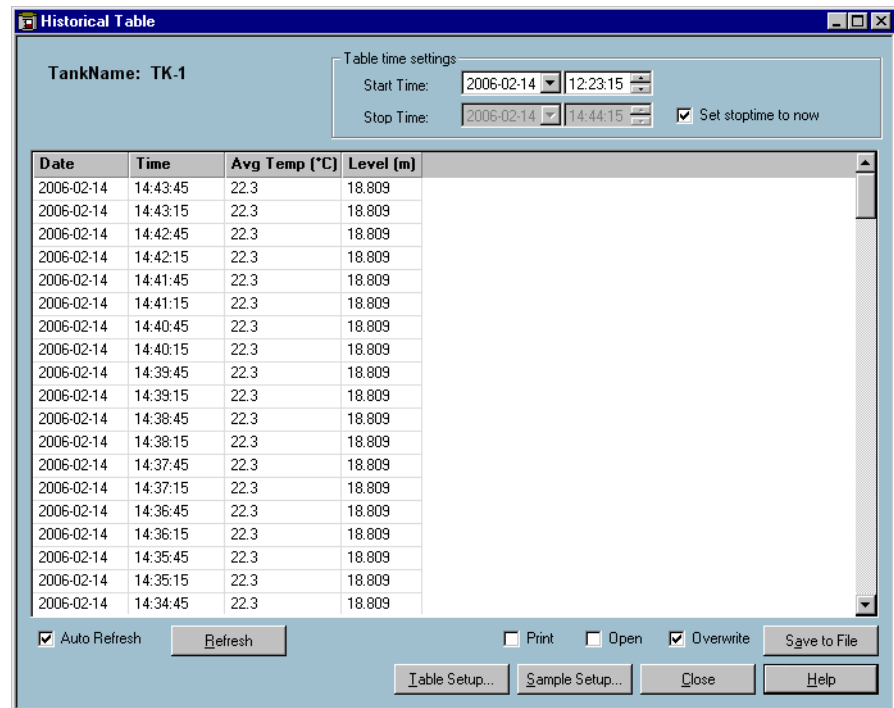 Historical Table
TankName: TK-1
Table time settings
Start Time: 2006-02-14 12:23:15
Stop Time: 2006-02-14 14:44:15 Set stoptime to now
Date Time Avg Temp (°C) Level (m)
2006-02-14 14:43:45 22.3 18.809
2006-02-14 14:43:15 22.3 18.809
2006-02-14 14:42:45 22.3 18.809
2006-02-14 14:42:15 22.3 18.809
2006-02-14 14:41:45 22.3 18.809
2006-02-14 14:41:15 22.3 18.809
2006-02-14 14:40:45 22.3 18.809
2006-02-14 14:40:15 22.3 18.809
2006-02-14 14:39:45 22.3 18.809
2006-02-14 14:39:15 22.3 18.809
2006-02-14 14:38:45 22.3 18.809
2006-02-14 14:38:15 22.3 18.809
2006-02-14 14:37:45 22.3 18.809
2006-02-14 14:37:15 22.3 18.809
2006-02-14 14:36:45 22.3 18.809
2006-02-14 14:36:15 22.3 18.809
2006-02-14 14:35:45 22.3 18.809
2006-02-14 14:35:15 22.3 18.809
2006-02-14 14:34:45 22.3 18.809
Auto Refresh Refresh Print Open Overwrite Save to File
Table Setup... Sample Setup... Close Help